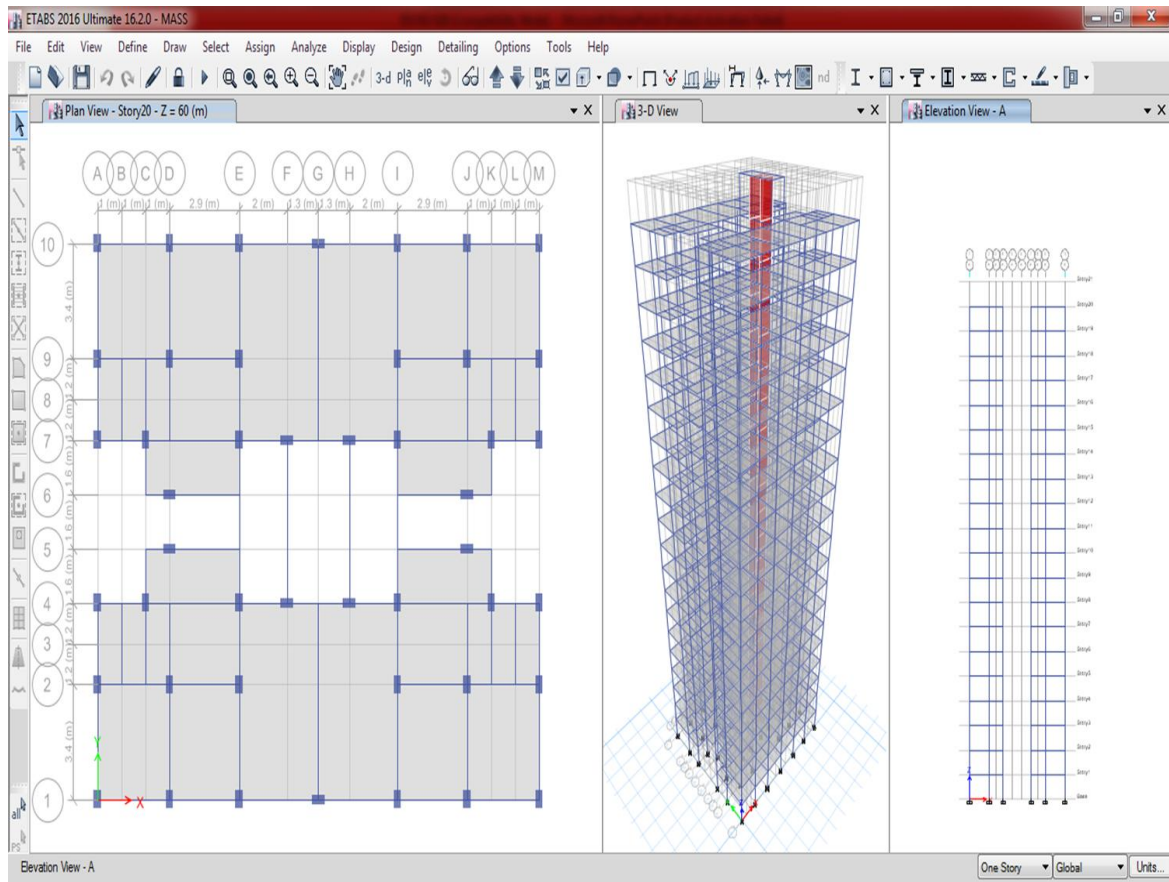 ETABS 2016 Ultimate 16.2.0 - MASS
File Edit View Define Draw Select Assign Analyze Display Design Detailing Options Tools Help
3-d
nd
Plan View - Story20 - Z = 60 (m)
3-D View
Elevation View - A
A B C D E F G H I J K L M
1 (m) 1 (m) 1 (m) 2.9 (m) 2 (m) 1.3 (m) 1.3 (m) 2 (m) 2.9 (m) 1 (m) 1 (m) 1 (m)
10
3.4 (m)
9
1.2 (m)
8
1.2 (m)
7
1.6 (m)
6
1.6 (m)
5
1.6 (m)
4
1.2 (m)
3
1.2 (m)
2
3.4 (m)
1
Y
X
Z
all
PS
Elevation View - A
One Story
Global
Units...